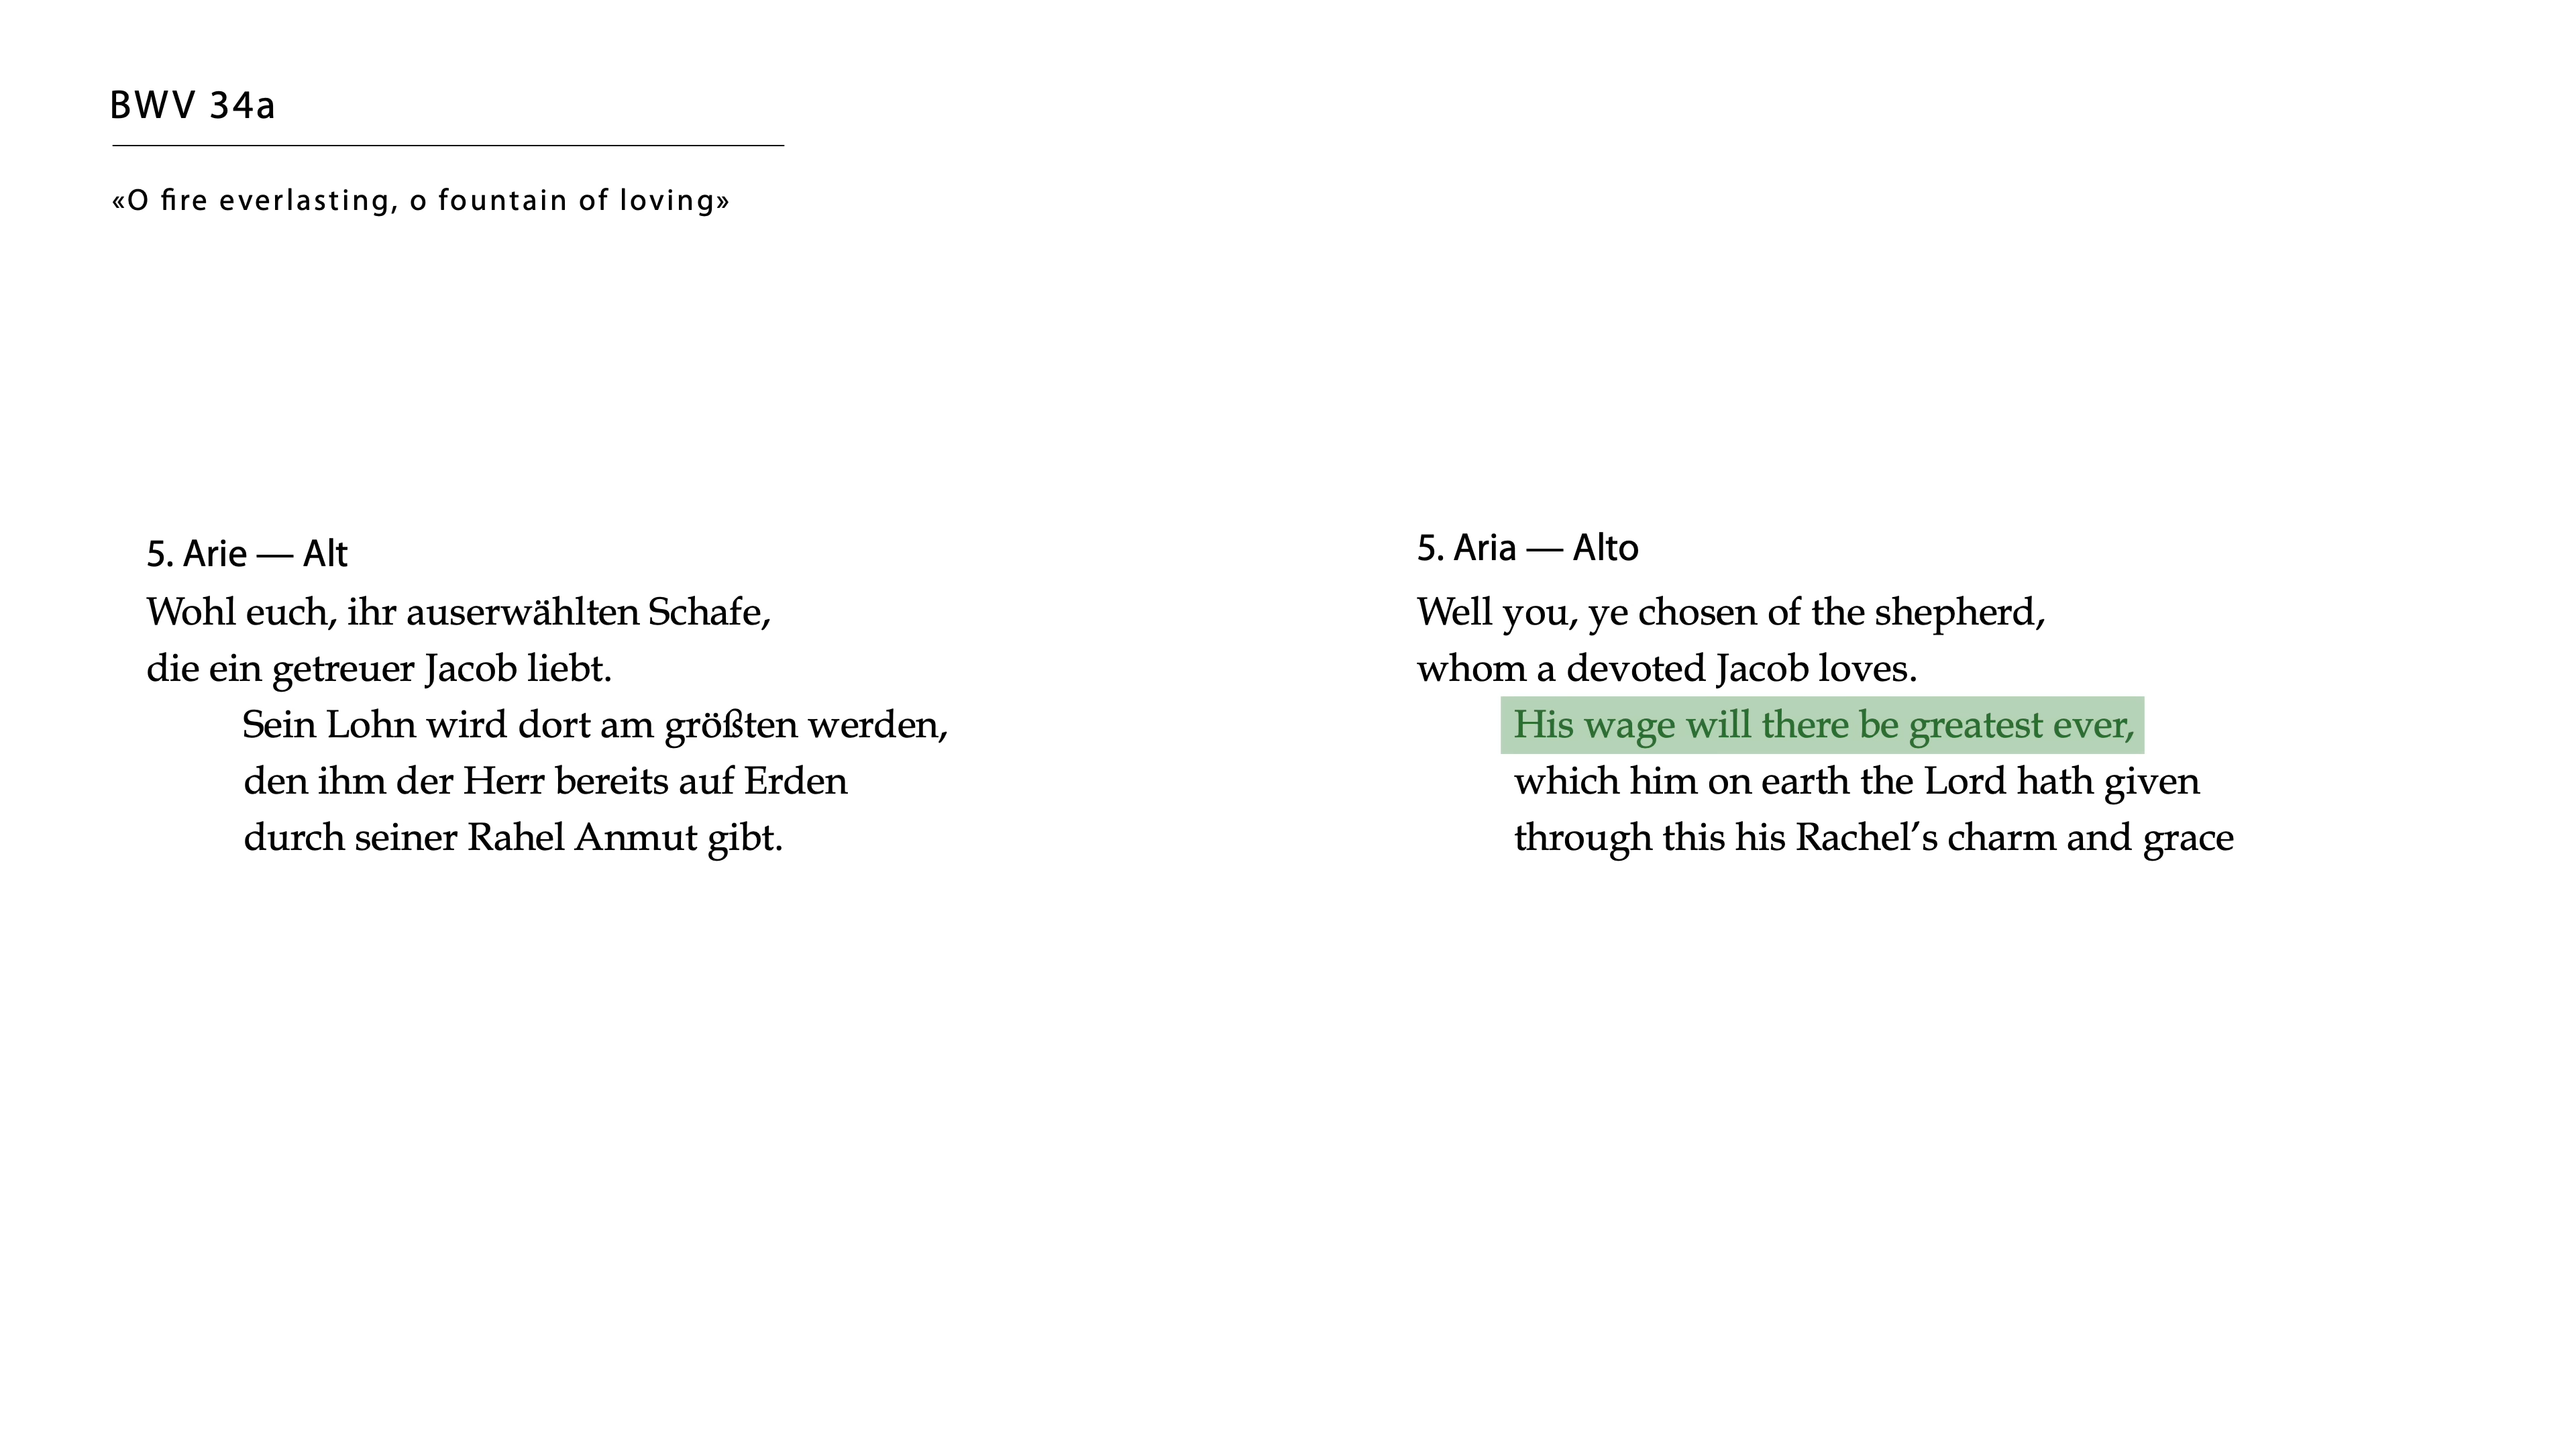 BWV 34a
«O fire everlasting, o fountain of loving»
5. Arie — Alt
Wohl euch, ihr auserwählten Schafe,
die ein getreuer Jacob liebt.
Sein Lohn wird dort am größten werden,
den ihm der Herr bereits auf Erden
durch seiner Rahel Anmut gibt.
5. Aria — Alto
Well you, ye chosen of the shepherd,
whom a devoted Jacob loves.
His wage will there be greatest ever,
which him on earth the Lord hath given
through this his Rachel’s charm and grace